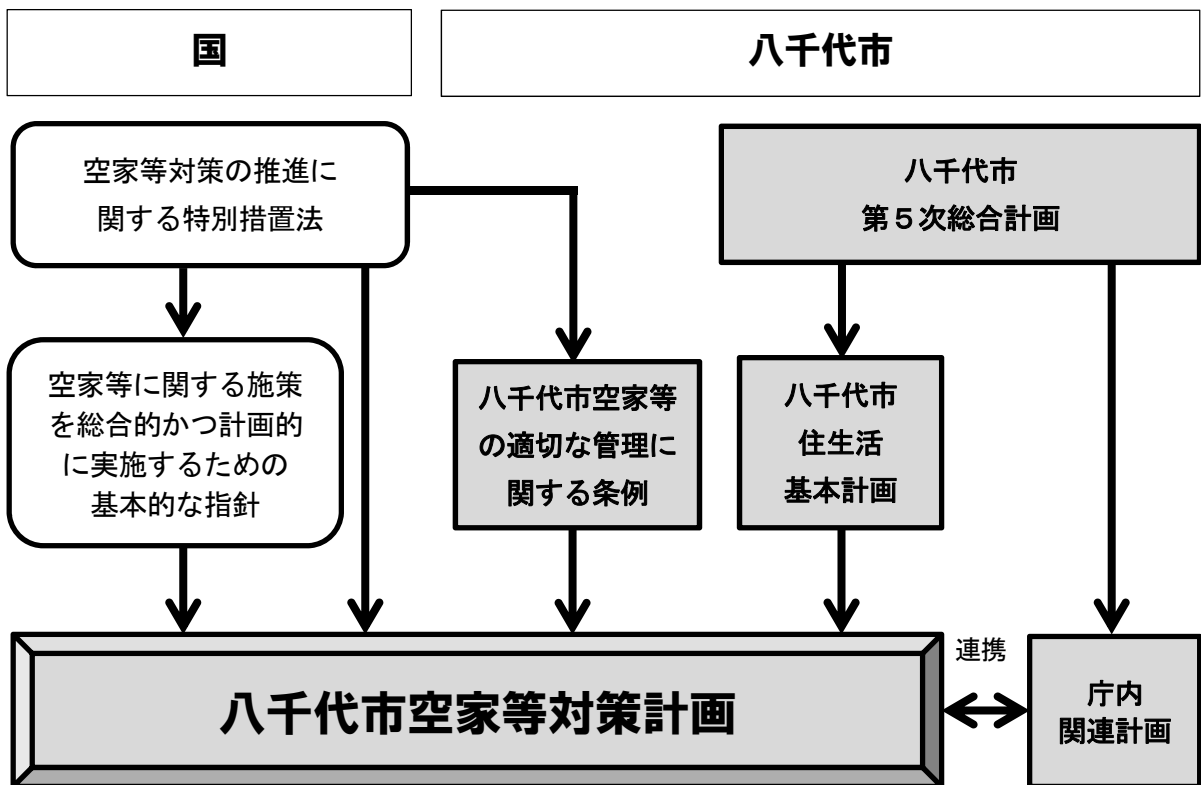 国
八千代市
空家等対策の推進に
関する特別措置法
八千代市
第５次総合計画
空家等に関する施策
を総合的かつ計画的
に実施するための
基本的な指針
八千代市空家等
の適切な管理に
関する条例
八千代市
住生活
基本計画
八千代市空家等対策計画
連携
庁内
関連計画